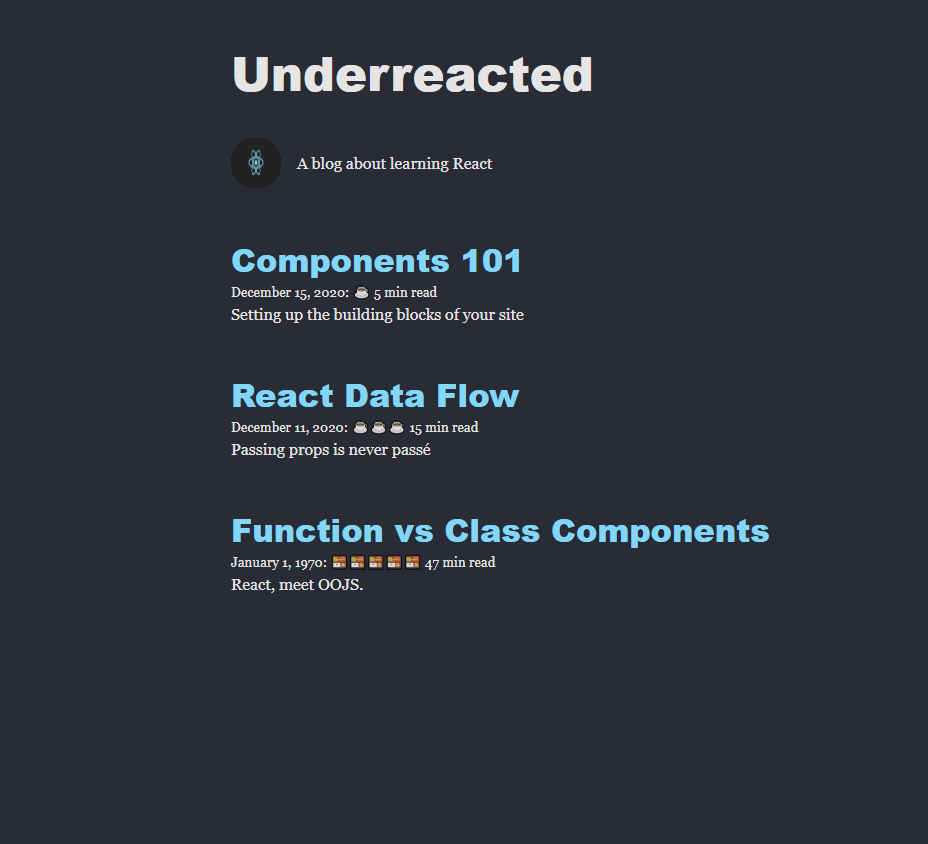 Underreacted
A blog about learning React
Components 101
December 15, 2020: ☕ 5 min read
Setting up the building blocks of your site
React Data Flow
December 11, 2020: ☕☕☕ 15 min read
Passing props is never passé
Function vs Class Components
January 1, 1970: 🍱🍱🍱🍱🍱 47 min read
React, meet OOJS.